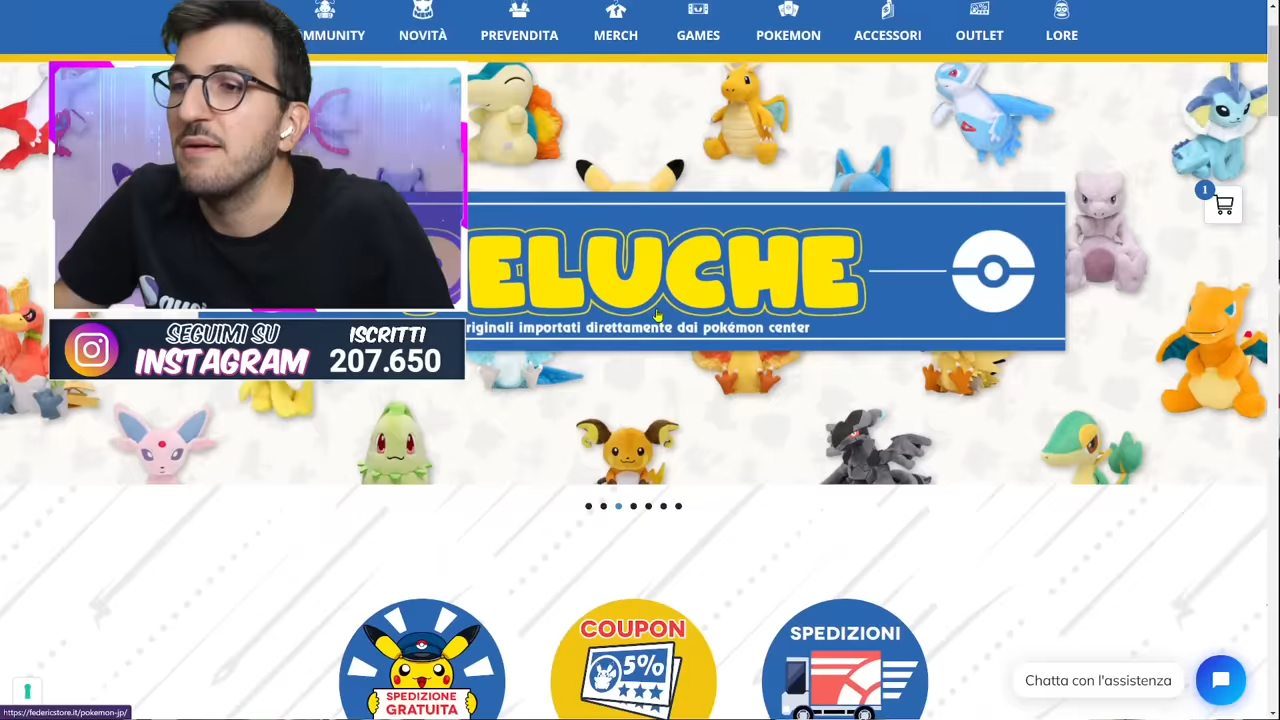 MMUNITY
NOVITÀ
PREVENDITA
MERCH
GAMES
POKEMON
ACCESSORI
OUTLET
LORE
1
ELUCHE
riginali importati direttamente dai pokémon center
SEGUIMI SU
INSTAGRAM
ISCRITTI
207.650
SPEDIZIONE
GRATUITA
COUPON
5%
SPEDIZIONI
Chatta con l'assistenza
https://federicstore.it/pokemon-jp/